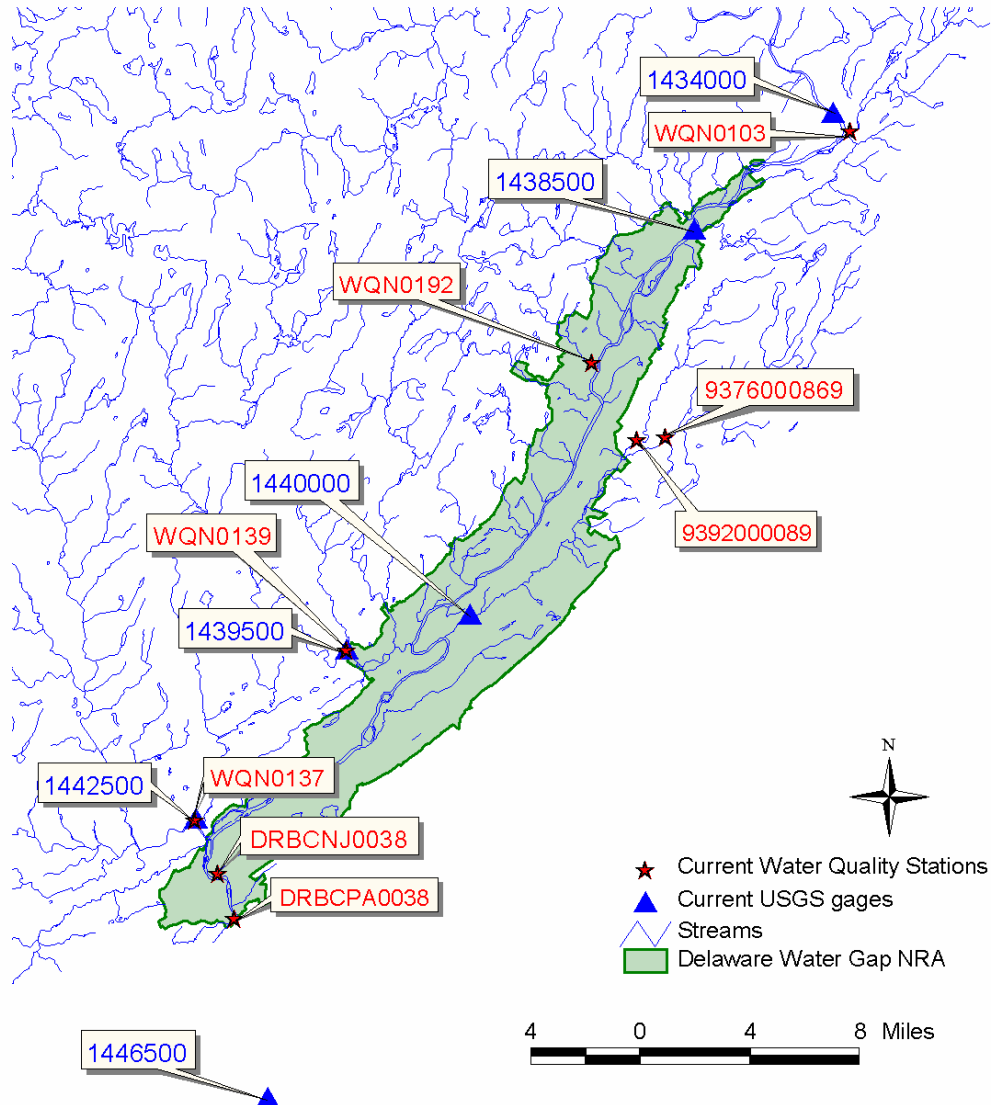 1434000
WQN0103
1438500
WQN0192
9376000869
1440000
WQN0139
9392000089
1439500
N
1442500
WQN0137
DRBCNJ0038
Current Water Quality Stations
DRBCPA0038
Current USGS gages
Streams
Delaware Water Gap NRA
4 0 8 Miles
1446500